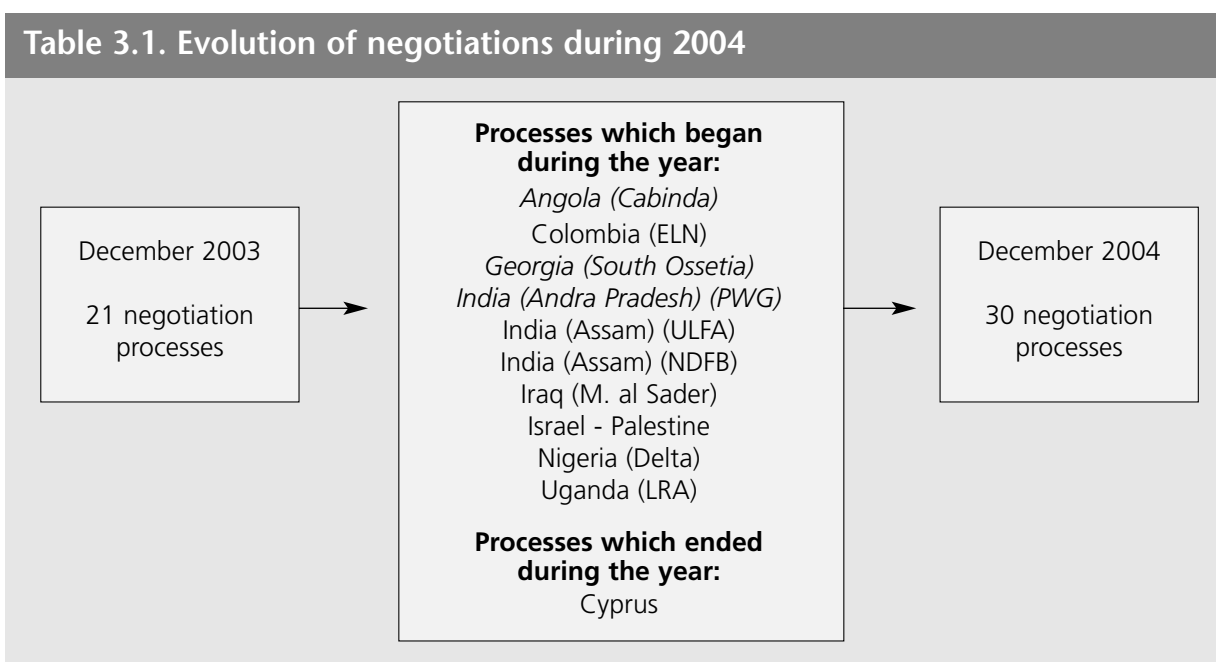 Table 3.1. Evolution of negotiations during 2004
December 2003
21 negotiation
processes
Processes which began
during the year:
Angola (Cabinda)
Colombia (ELN)
Georgia (South Ossetia)
India (Andra Pradesh) (PWG)
India (Assam) (ULFA)
India (Assam) (NDFB)
Iraq (M. al Sader)
Israel - Palestine
Nigeria (Delta)
Uganda (LRA)
Processes which ended
during the year:
Cyprus
December 2004
30 negotiation
processes